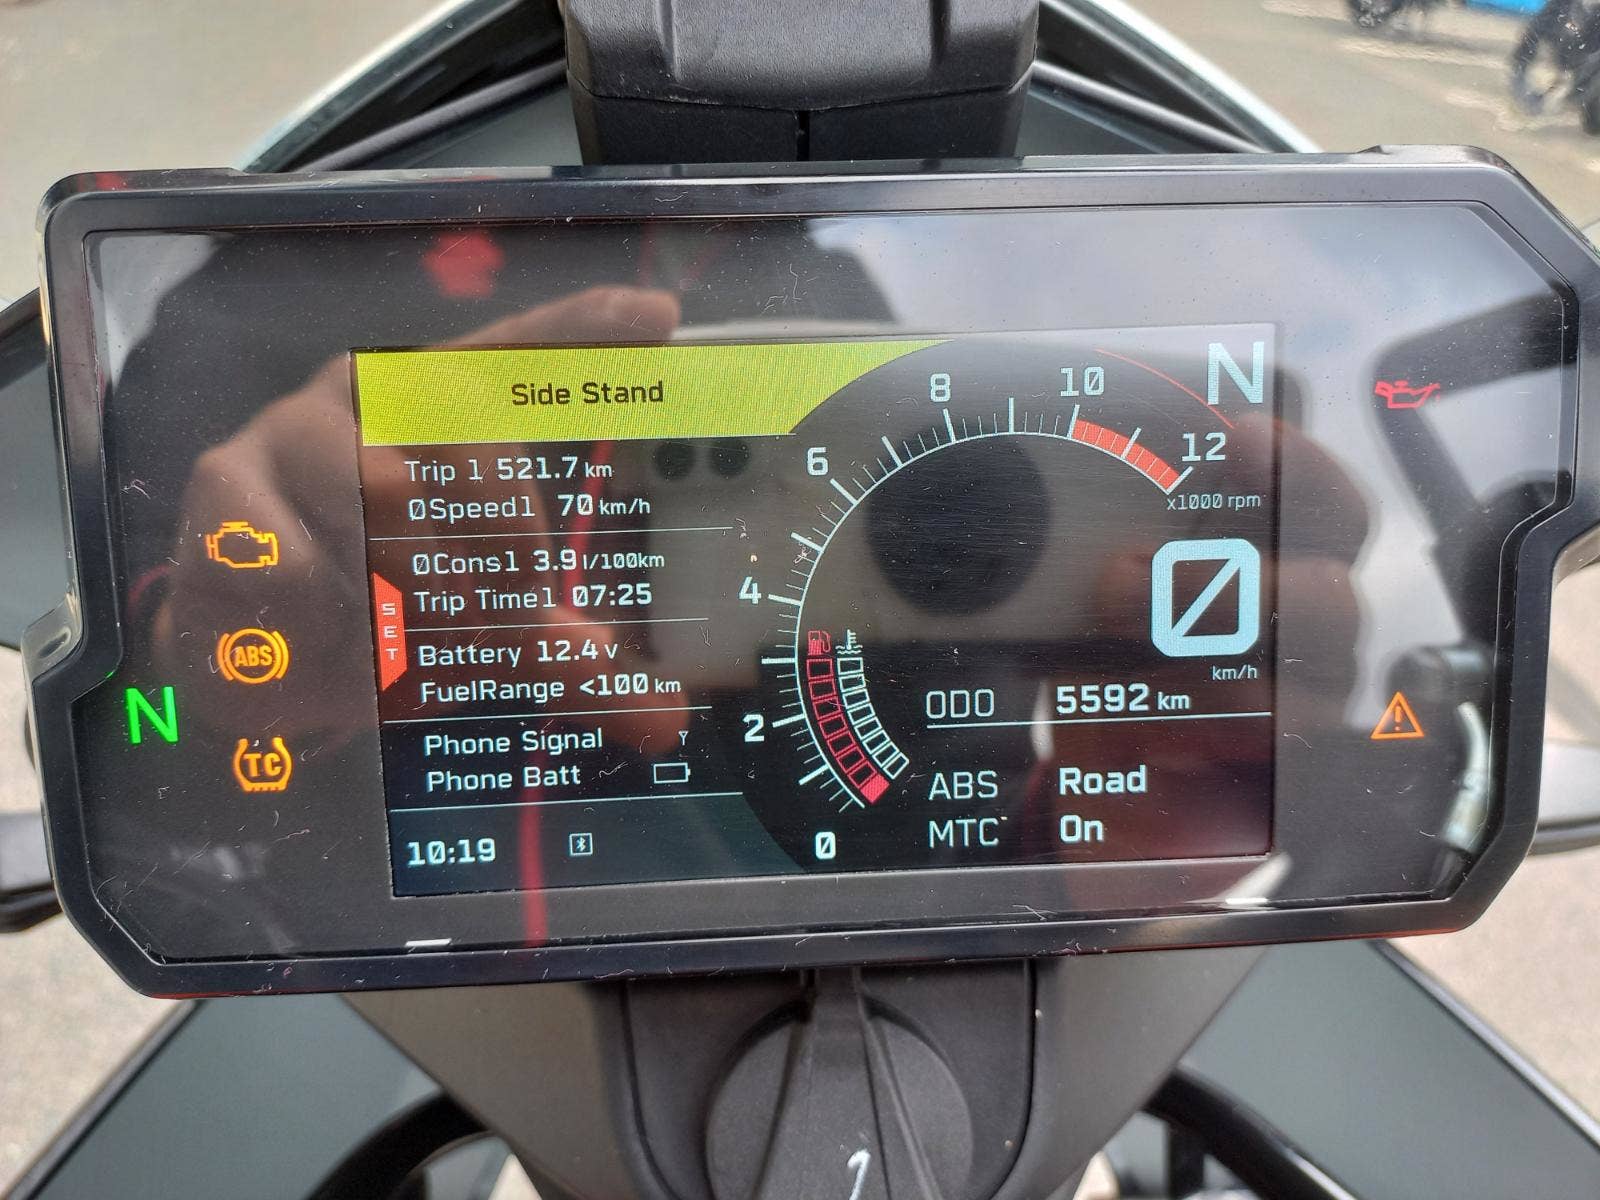 Side Stand
Trip 1 521.7 km
ØSpeed1 70 km/h
ØCons1 3.9 l/100km
Trip Time1 07:25
SET
Battery 12.4 V
FuelRange <100 km
Phone Signal
Phone Batt
10:19
0
2
4
6
8
10
12
x1000 rpm
N
0
km/h
ODO 5592 km
ABS Road
MTC On
ABS
N
TC